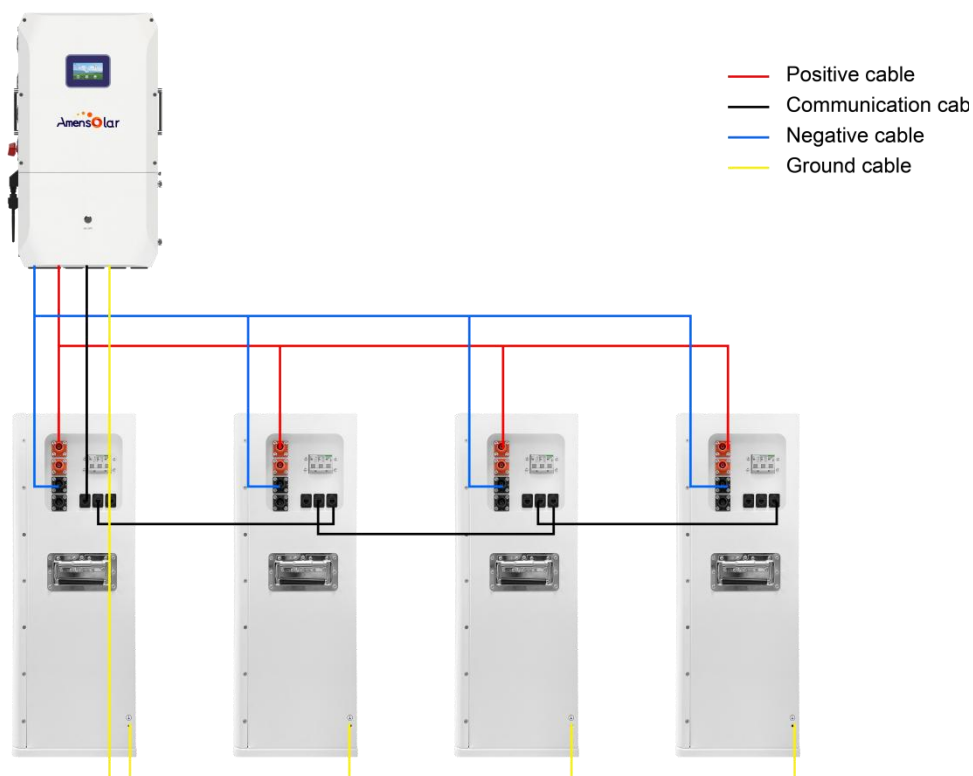 AmenSolar
Positive cable
Communication cab
Negative cable
Ground cable